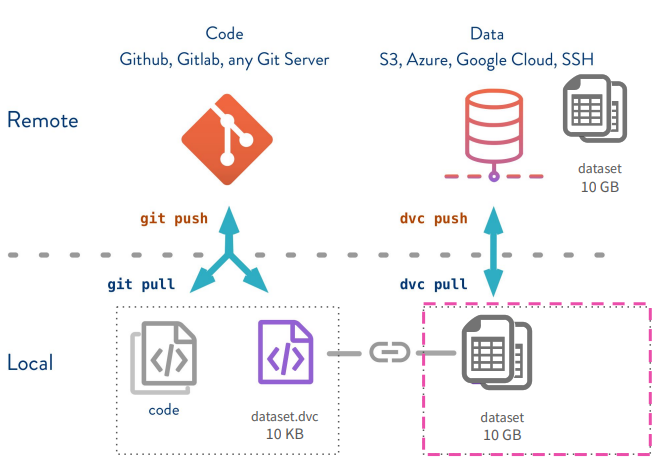 Code
Github, Gitlab, any Git Server
Data
S3, Azure, Google Cloud, SSH
Remote
dataset
10 GB
git push
dvc push
git pull
dvc pull
Local
code
dataset.dvc
10 KB
dataset
10 GB